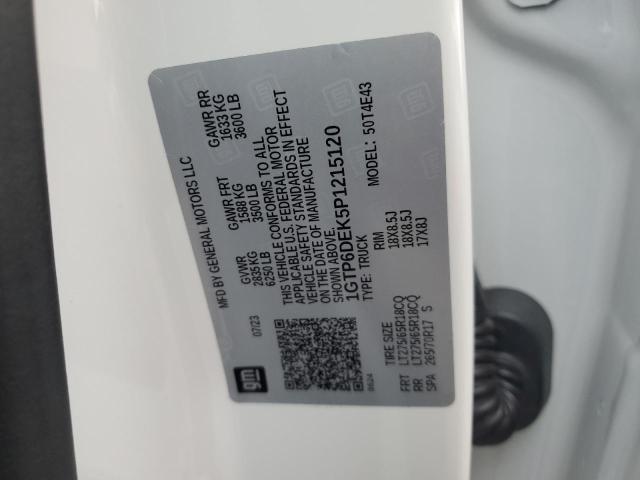 MFD BY GENERAL MOTORS LLC
07/23
GVWR GAWR FRT GAWR RR
2835 KG 1588 KG 1633 KG
6250 LB 3500 LB 3600 LB
THIS VEHICLE CONFORMS TO ALL
APPLICABLE U.S. FEDERAL MOTOR
VEHICLE SAFETY STANDARDS IN EFFECT
ON THE DATE OF MANUFACTURE
SHOWN ABOVE.
1GTP6DEK5P1215120
TYPE: TRUCK MODEL: 50T4E43
TIRE SIZE RIM
FRT LT275/65R18CQ 18X8.5J
RR LT275/65R18CQ 18X8.5J
SPA 265/70R17 S 17X8J
gm